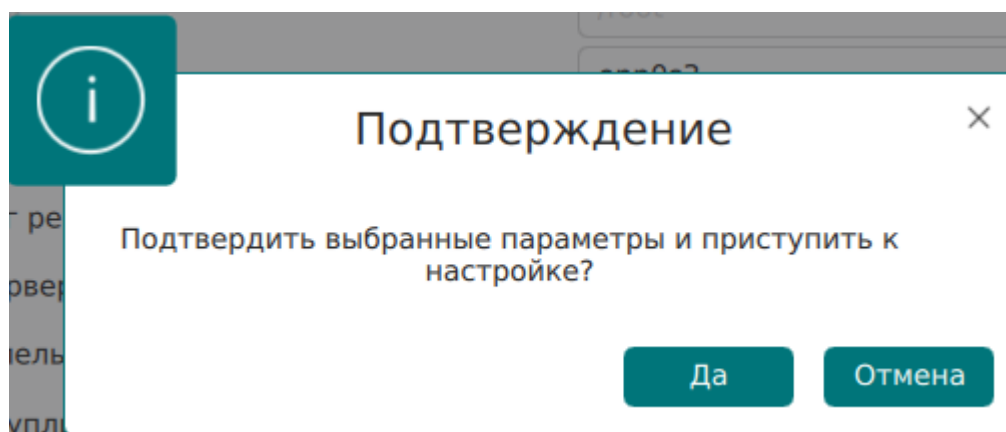 Подтверждение
Подтвердить выбранные параметры и приступить к
настройке?
Да
Отмена